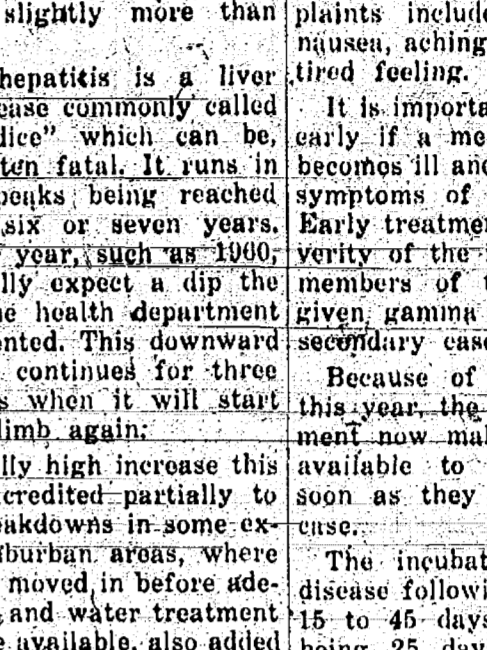 slightly more than
hepatitis is a liver
ease commonly called
dice" which can be,
ten fatal. It runs in
peaks being reached
six or seven years.
year, such as 1960,
lly expect a dip the
e health department
ented. This downward
continues for three
s when it will start
limb again.
lly high increase this
credited partially to
eakdowns in some ex-
burban areas, where
moved in before ade-
and water treatment
e available, also added
plaints include
nausea, aching
tired feeling.
It is importa
early if a me
becomes ill and
symptoms of
Early treatmen
verity of the
members of t
given gamma
secondary case
Because of
this year, the
ment now mak
available to
soon as they
case.
The incubat
disease followi
15 to 45 days
being 25 day